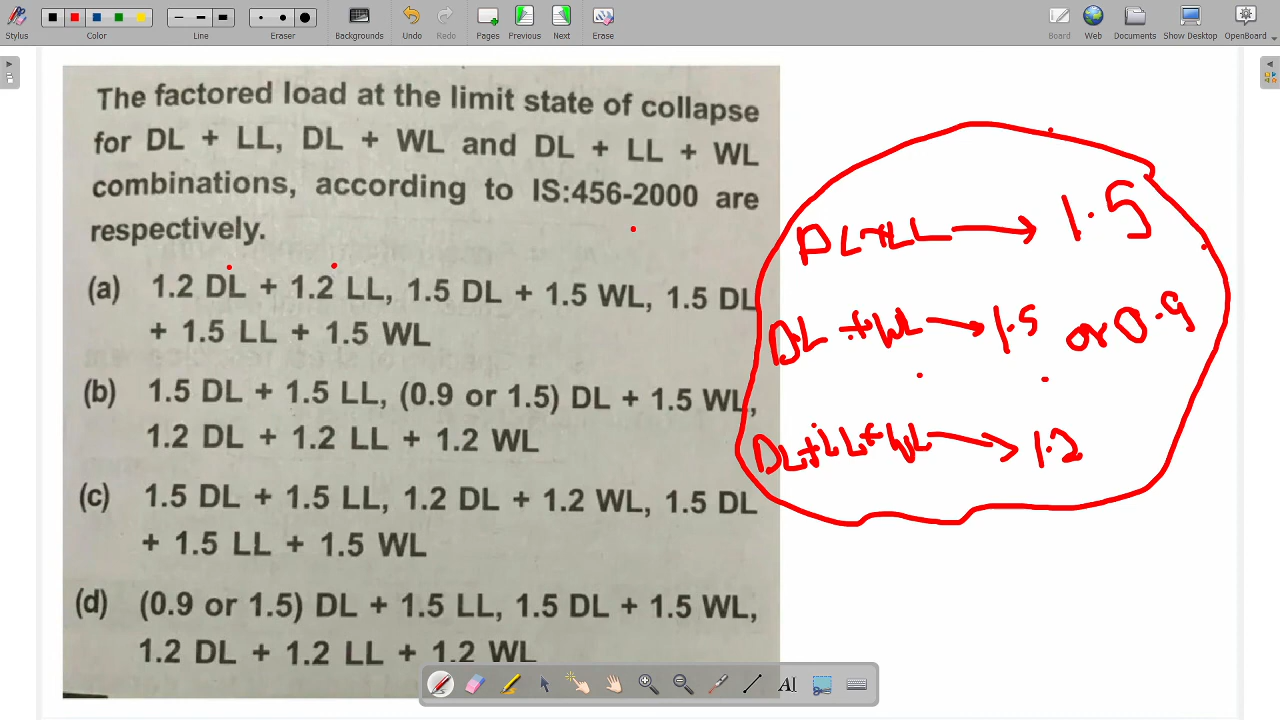 Stylus
Color
Line
Eraser
Backgrounds
Undo
Redo
Pages
Previous
Next
Erase
Board
Web
Documents
Show Desktop
OpenBoard
The factored load at the limit state of collapse
for DL + LL, DL + WL and DL + LL + WL
combinations, according to IS:456-2000 are
respectively.
(a) 1.2 DL + 1.2 LL, 1.5 DL + 1.5 WL, 1.5 DL
+ 1.5 LL + 1.5 WL
(b) 1.5 DL + 1.5 LL, (0.9 or 1.5) DL + 1.5 WL,
1.2 DL + 1.2 LL + 1.2 WL
(c) 1.5 DL + 1.5 LL, 1.2 DL + 1.2 WL, 1.5 DL
+ 1.5 LL + 1.5 WL
(d) (0.9 or 1.5) DL + 1.5 LL, 1.5 DL + 1.5 WL,
1.2 DL + 1.2 LL + 1.2 WL
DL+LL → 1.5
DL+WL → 1.5 or 0.9
DL+LL+WL → 1.2